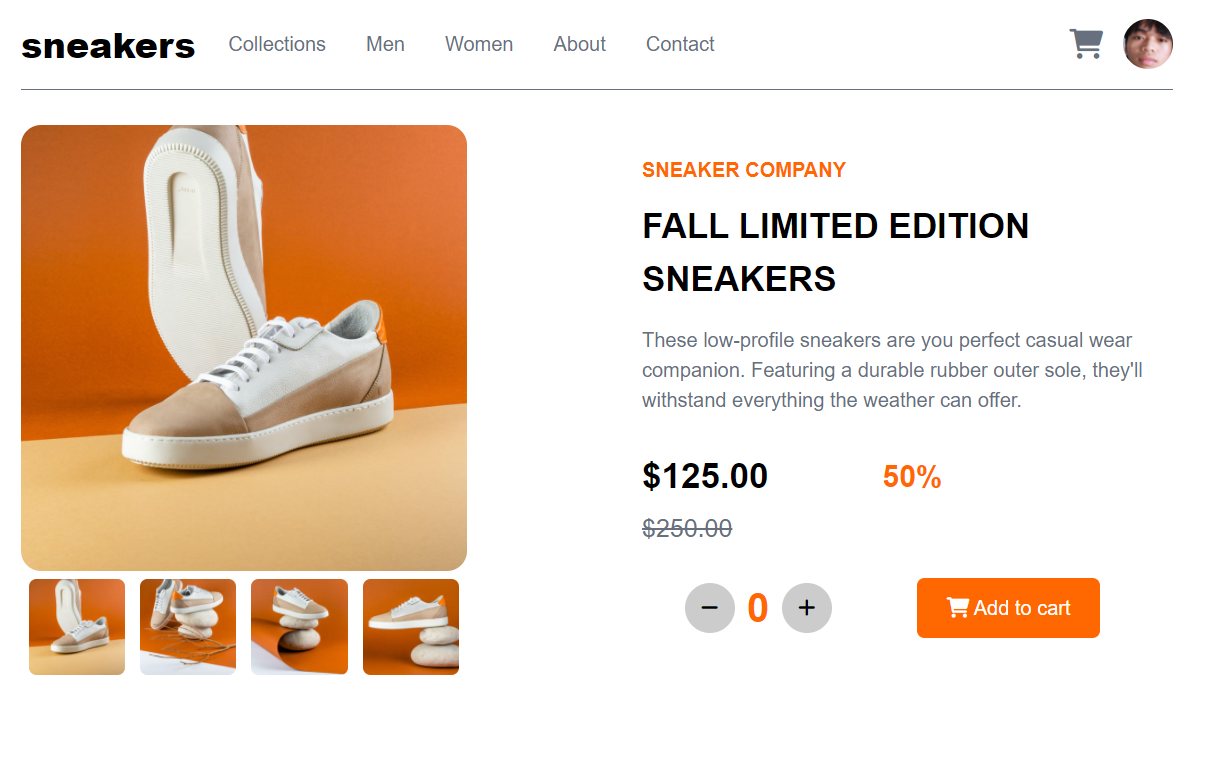 sneakers Collections Men Women About Contact
SNEAKER COMPANY
FALL LIMITED EDITION
SNEAKERS
These low-profile sneakers are you perfect casual wear
companion. Featuring a durable rubber outer sole, they'll
withstand everything the weather can offer.
$125.00 50%
$250.00
− 0 + Add to cart